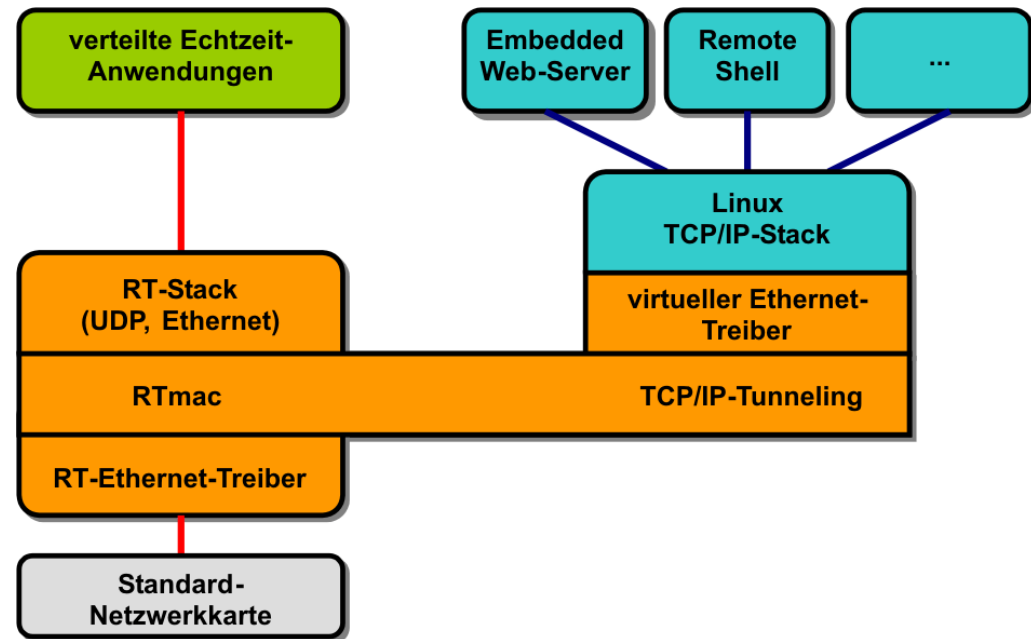 verteilte Echtzeit-
Anwendungen
Embedded
Web-Server
Remote
Shell
...
Linux
TCP/IP-Stack
RT-Stack
(UDP, Ethernet)
virtueller Ethernet-
Treiber
RTmac
TCP/IP-Tunneling
RT-Ethernet-Treiber
Standard-
Netzwerkkarte